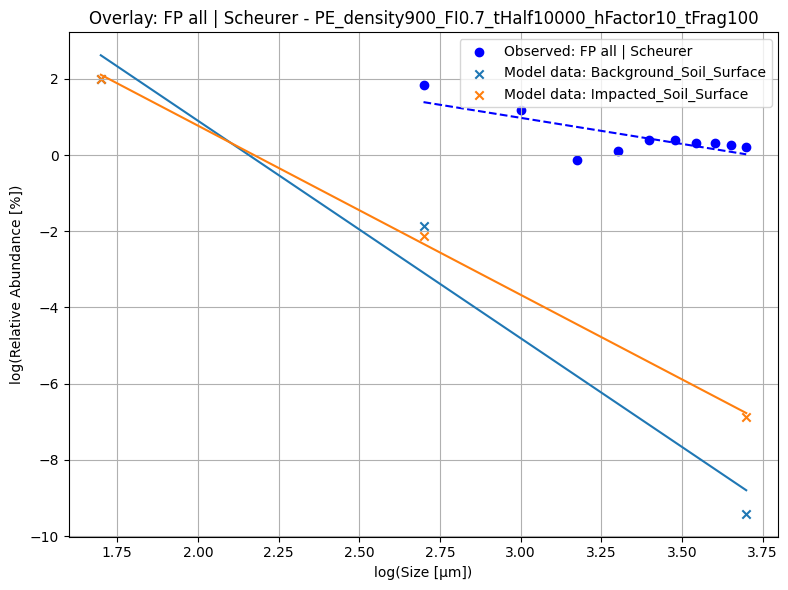 Overlay: FP all | Scheurer - PE_density900_FI0.7_tHalf10000_hFactor10_tFrag100
Observed: FP all | Scheurer
Model data: Background_Soil_Surface
Model data: Impacted_Soil_Surface
log(Relative Abundance [%])
2
0
−2
−4
−6
−8
−10
1.75
2.00
2.25
2.50
2.75
3.00
3.25
3.50
3.75
log(Size [μm])